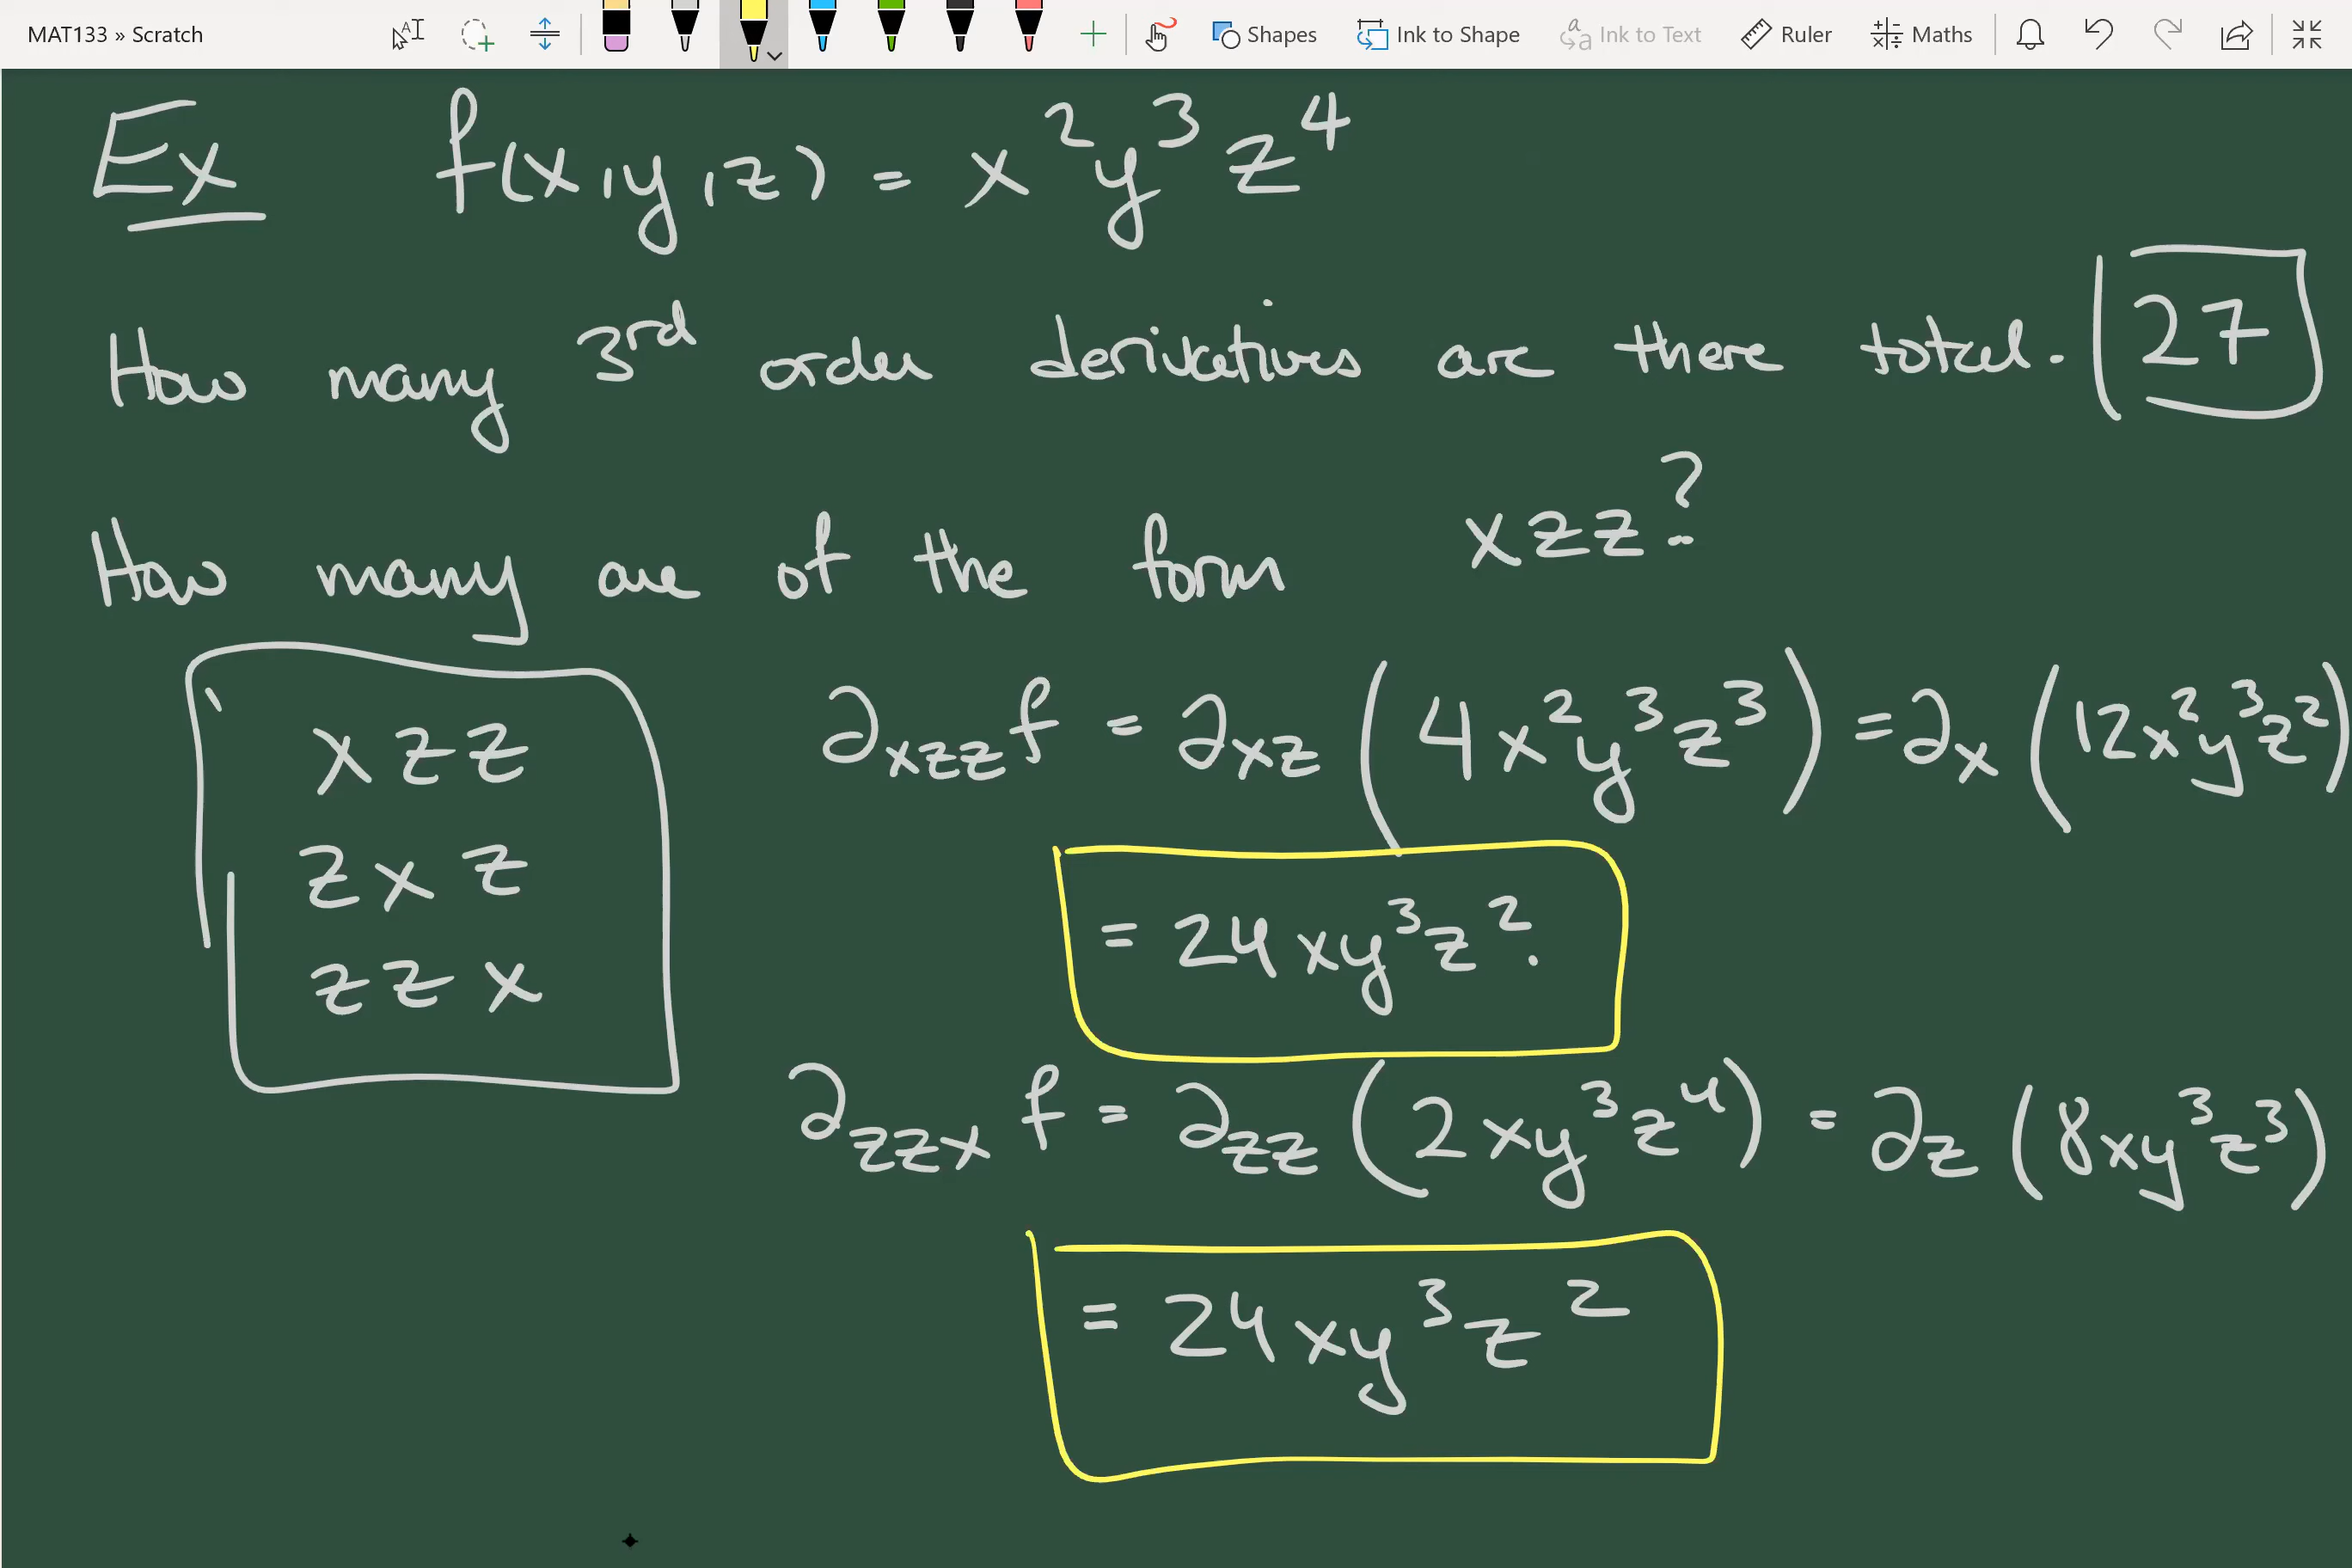 MAT133 » Scratch Shapes Ink to Shape Ink to Text Ruler Maths
Ex f(x,y,z) = x²y³z⁴
How many 3rd order derivatives are there total. 27
How many are of the form xzz?
xzz
zxz
zzx
∂xzz f = ∂xz (4x²y³z³) = ∂x (12x²y³z²)
= 24xy³z².
∂zzx f = ∂zz (2xy³z⁴) = ∂z (8xy³z³)
= 24xy³z²